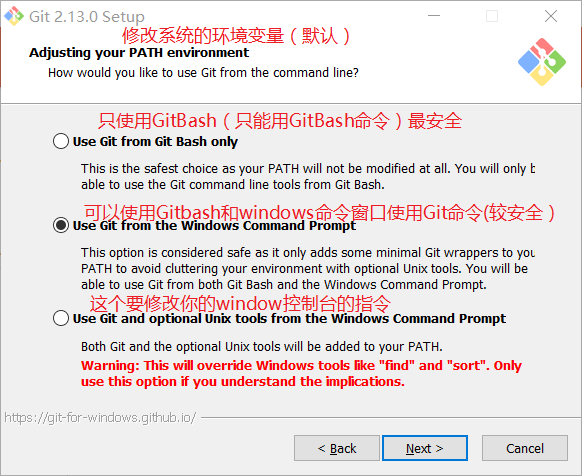 Git 2.13.0 Setup
修改系统的环境变量（默认）
Adjusting your PATH environment
How would you like to use Git from the command line?
只使用GitBash（只能用GitBash命令）最安全
Use Git from Git Bash only
This is the safest choice as your PATH will not be modified at all. You will only b
able to use the Git command line tools from Git Bash.
可以使用Gitbash和windows命令窗口使用Git命令(较安全）
Use Git from the Windows Command Prompt
This option is considered safe as it only adds some minimal Git wrappers to you
PATH to avoid cluttering your environment with optional Unix tools. You will be
able to use Git from both Git Bash and the Windows Command Prompt.
这个要修改你的window控制台的指令
Use Git and optional Unix tools from the Windows Command Prompt
Both Git and the optional Unix tools will be added to your PATH.
Warning: This will override Windows tools like "find" and "sort". Only
use this option if you understand the implications.
https://git-for-windows.github.io/
< Back
Next >
Cancel